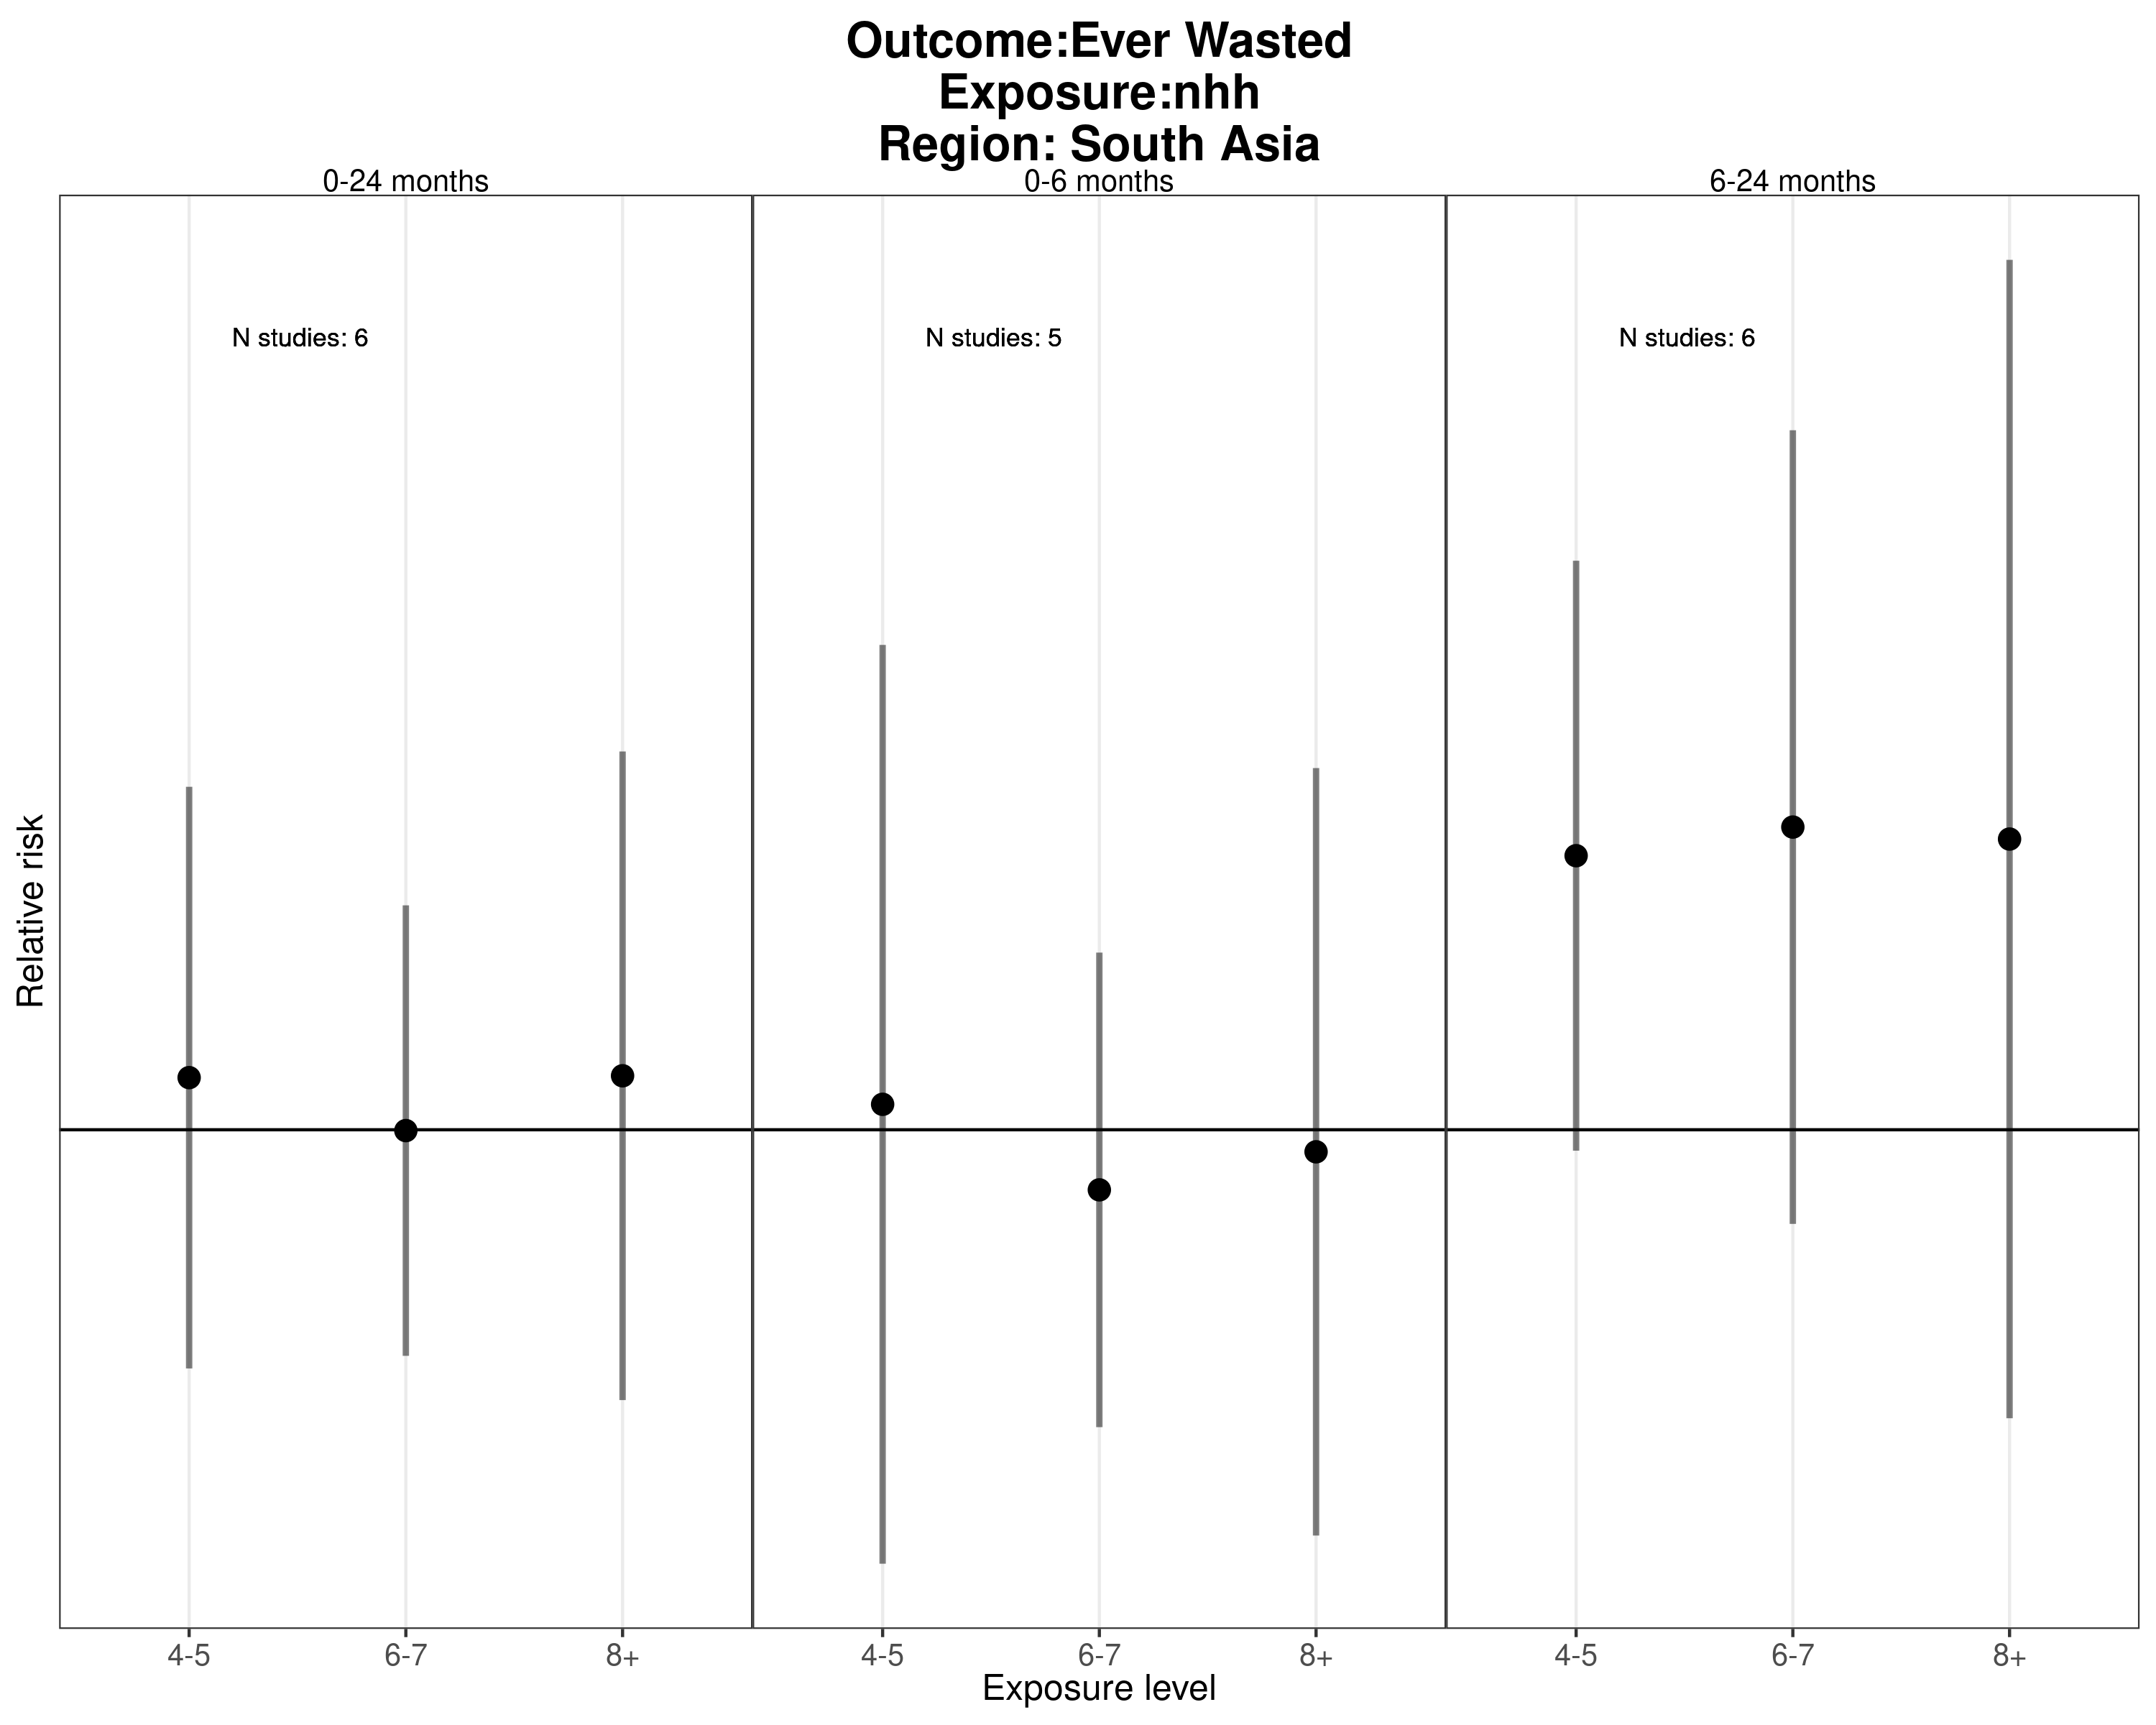 Outcome:Ever Wasted
Exposure:nhh
Region: South Asia
0-24 months
0-6 months
6-24 months
N studies: 6
N studies: 5
N studies: 6
Relative risk
4-5
6-7
8+
4-5
6-7
8+
4-5
6-7
8+
Exposure level